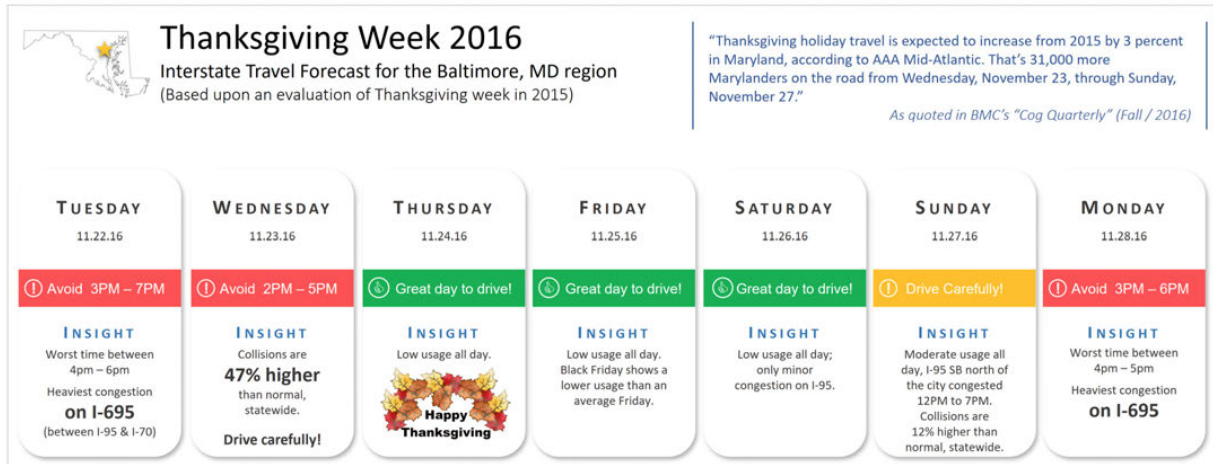 Thanksgiving Week 2016
Interstate Travel Forecast for the Baltimore, MD region
(Based upon an evaluation of Thanksgiving week in 2015)
“Thanksgiving holiday travel is expected to increase from 2015 by 3 percent
in Maryland, according to AAA Mid-Atlantic. That’s 31,000 more
Marylanders on the road from Wednesday, November 23, through Sunday,
November 27.”
As quoted in BMC’s “Cog Quarterly” (Fall / 2016)
TUESDAY
11.22.16
Avoid 3PM – 7PM
INSIGHT
Worst time between
4pm – 6pm
Heaviest congestion
on I-695
(between I-95 & I-70)
WEDNESDAY
11.23.16
Avoid 2PM – 5PM
INSIGHT
Collisions are
47% higher
than normal,
statewide.
Drive carefully!
THURSDAY
11.24.16
Great day to drive!
INSIGHT
Low usage all day.
Happy
Thanksgiving
FRIDAY
11.25.16
Great day to drive!
INSIGHT
Low usage all day.
Black Friday shows a
lower usage than an
average Friday.
SATURDAY
11.26.16
Great day to drive!
INSIGHT
Low usage all day;
only minor
congestion on I-95.
SUNDAY
11.27.16
Drive Carefully!
INSIGHT
Moderate usage all
day, I-95 SB north of
the city congested
12PM to 7PM.
Collisions are
12% higher than
normal, statewide.
MONDAY
11.28.16
Avoid 3PM – 6PM
INSIGHT
Worst time between
4pm – 5pm
Heaviest congestion
on I-695